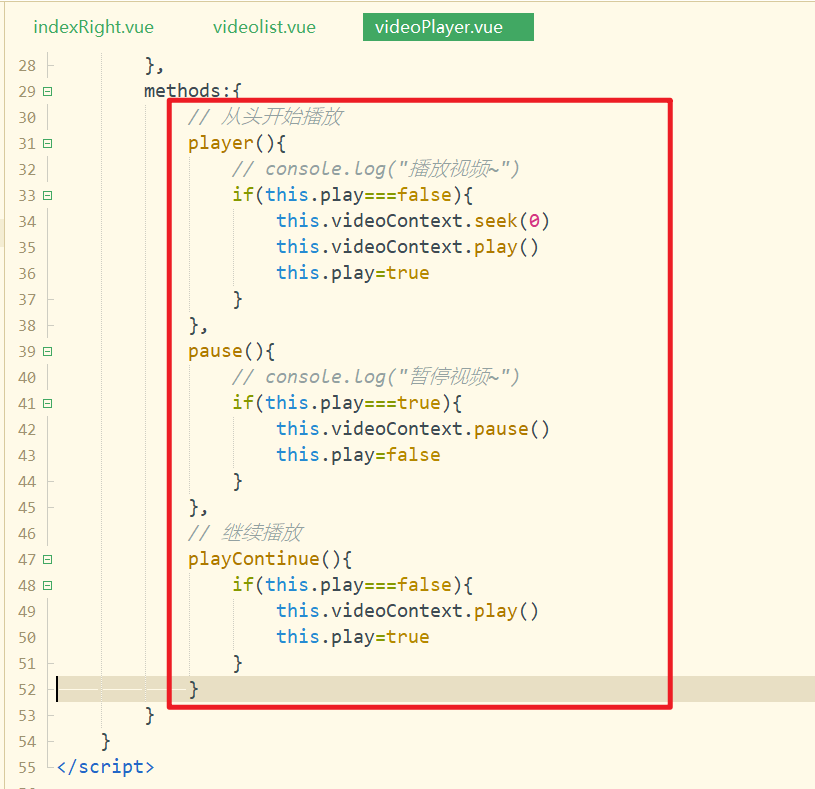 indexRight.vue videolist.vue videoPlayer.vue
28 },
29 methods:{
30 // 从头开始播放
31 player(){
32 // console.log("播放视频~")
33 if(this.play===false){
34 this.videoContext.seek(0)
35 this.videoContext.play()
36 this.play=true
37 }
38 },
39 pause(){
40 // console.log("暂停视频~")
41 if(this.play===true){
42 this.videoContext.pause()
43 this.play=false
44 }
45 },
46 // 继续播放
47 playContinue(){
48 if(this.play===false){
49 this.videoContext.play()
50 this.play=true
51 }
52 }
53 }
54 }
55 </script>